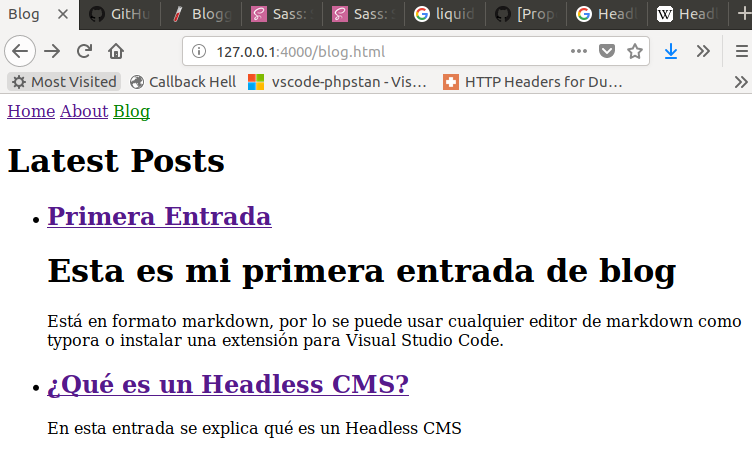 Blog
GitHu
Blogg
Sass:
Sass:
liquid
[Prop
Headl
Headl
127.0.0.1:4000/blog.html
Most Visited
Callback Hell
vscode-phpstan - Vis…
HTTP Headers for Du…
Home About Blog
Latest Posts
Primera Entrada
Esta es mi primera entrada de blog
Está en formato markdown, por lo se puede usar cualquier editor de markdown como
typora o instalar una extensión para Visual Studio Code.
¿Qué es un Headless CMS?
En esta entrada se explica qué es un Headless CMS